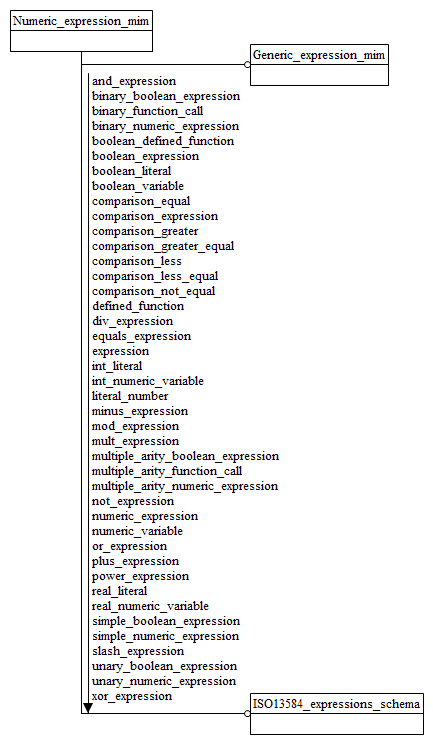 Numeric_expression_mim
Generic_expression_mim
and_expression
binary_boolean_expression
binary_function_call
binary_numeric_expression
boolean_defined_function
boolean_expression
boolean_literal
boolean_variable
comparison_equal
comparison_expression
comparison_greater
comparison_greater_equal
comparison_less
comparison_less_equal
comparison_not_equal
defined_function
div_expression
equals_expression
expression
int_literal
int_numeric_variable
literal_number
minus_expression
mod_expression
mult_expression
multiple_arity_boolean_expression
multiple_arity_function_call
multiple_arity_numeric_expression
not_expression
numeric_expression
numeric_variable
or_expression
plus_expression
power_expression
real_literal
real_numeric_variable
simple_boolean_expression
simple_numeric_expression
slash_expression
unary_boolean_expression
unary_numeric_expression
xor_expression
ISO13584_expressions_schema